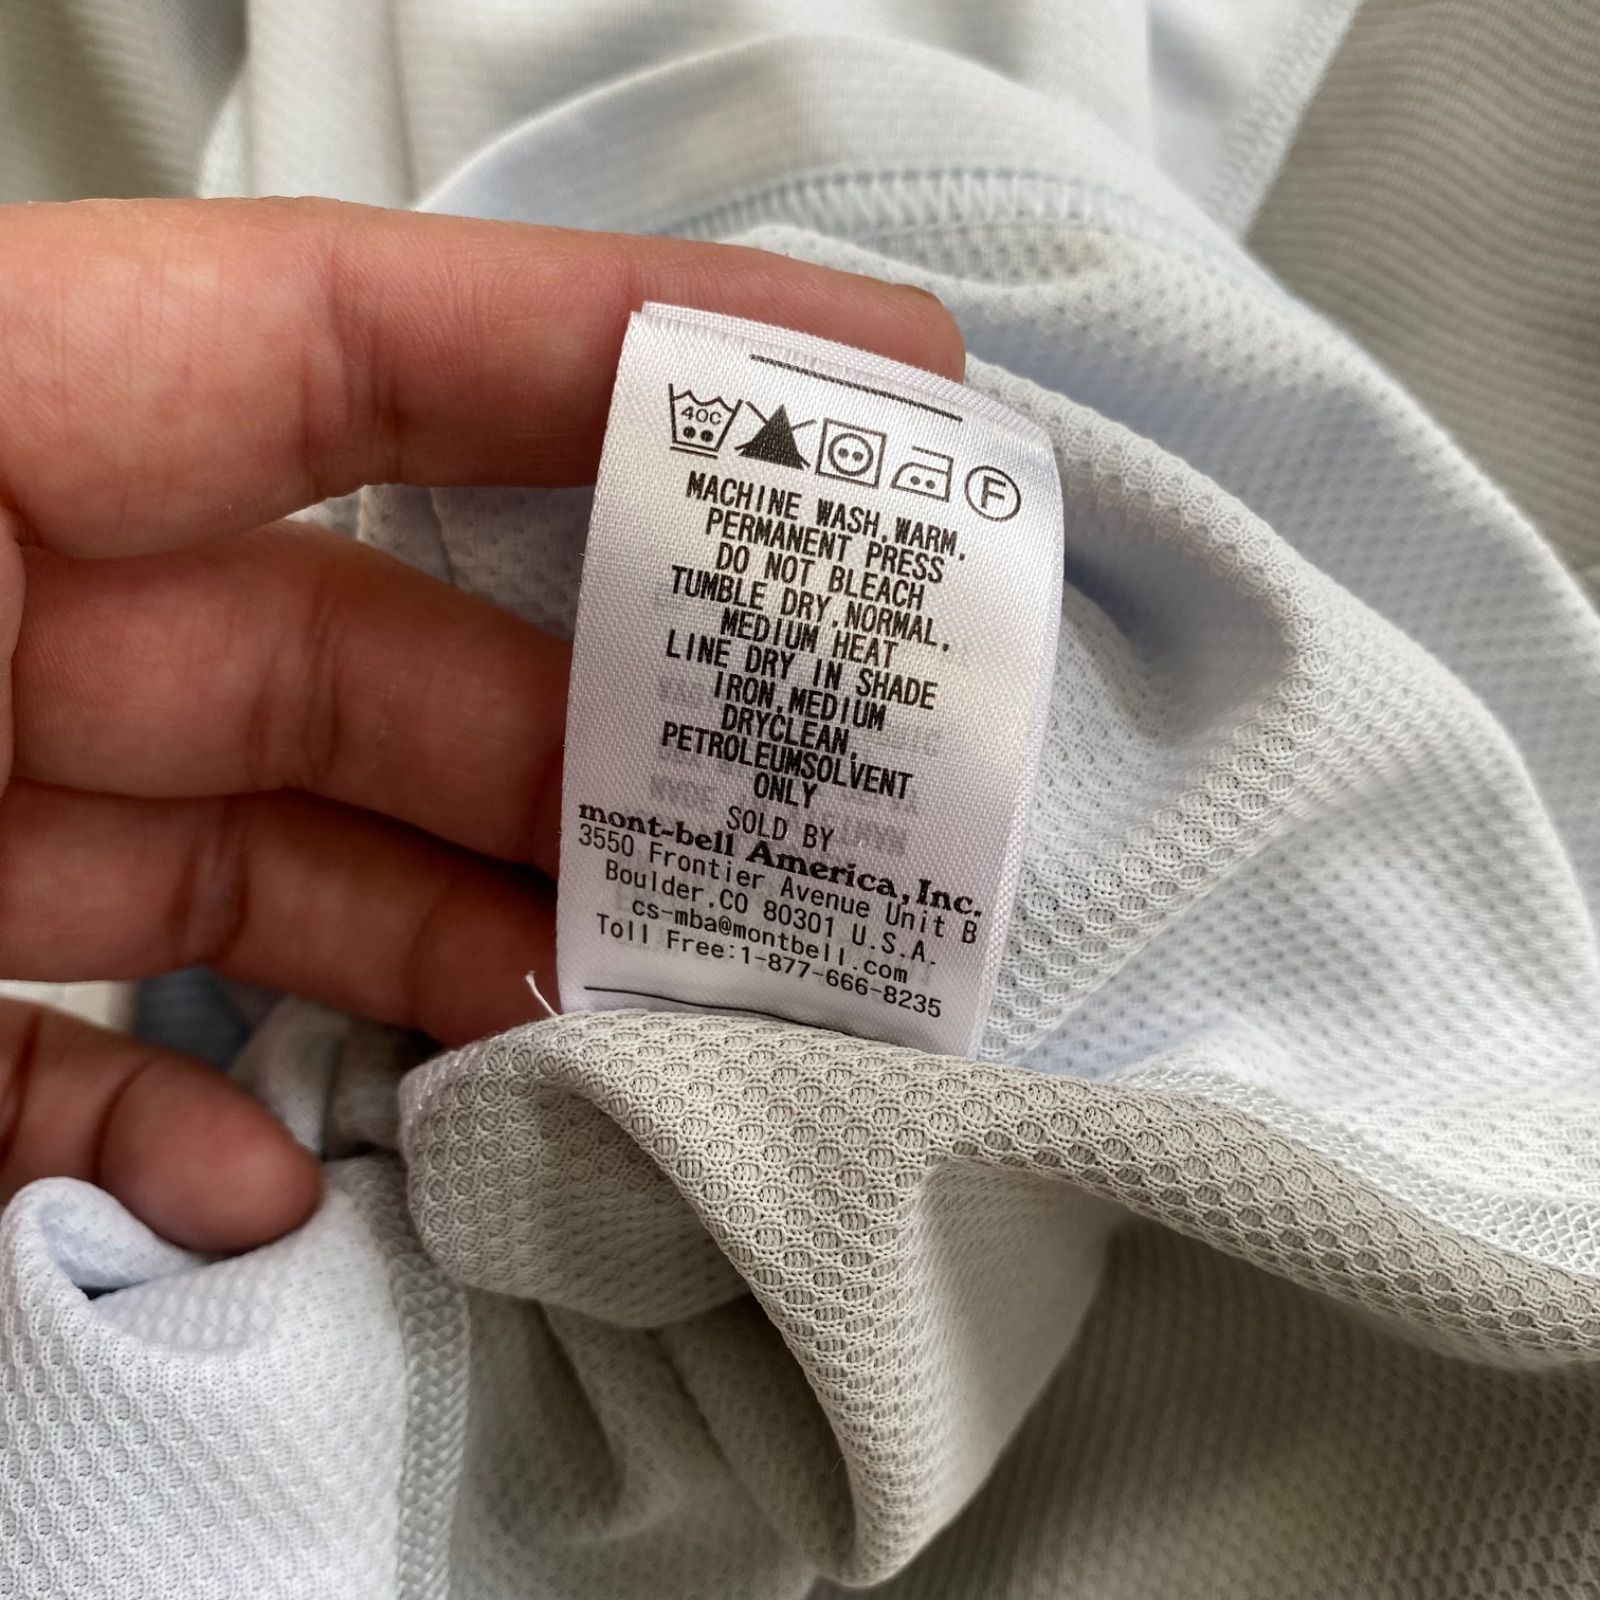 40C
F
MACHINE WASH,WARM,
PERMANENT PRESS
DO NOT BLEACH
TUMBLE DRY,NORMAL,
MEDIUM HEAT
LINE DRY IN SHADE
IRON,MEDIUM
DRYCLEAN,
PETROLEUMSOLVENT
ONLY
SOLD BY
mont-bell America,Inc.
3550 Frontier Avenue Unit B
Boulder.CO 80301 U.S.A.
cs-mba@montbell.com
Toll Free:1-877-666-8235